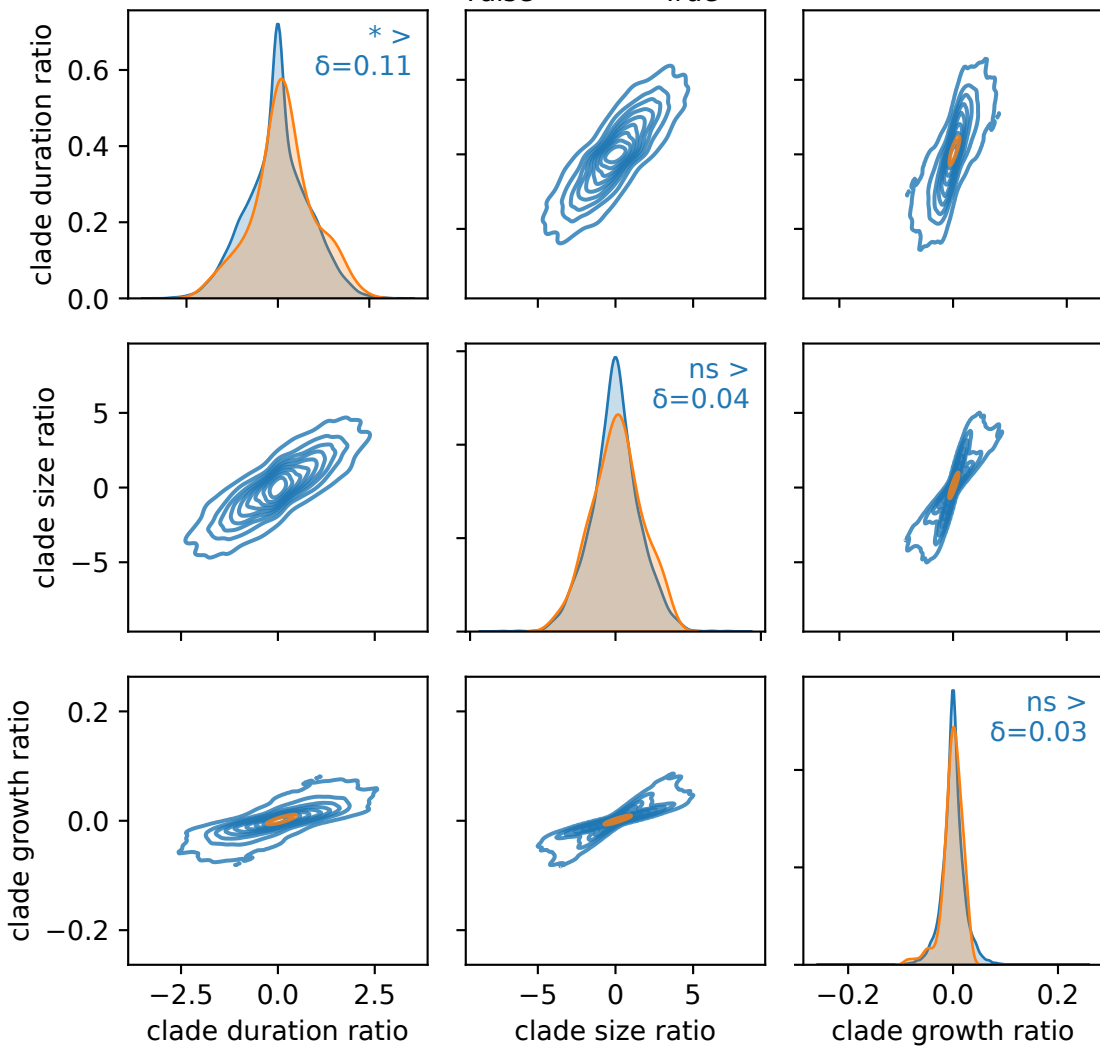 * >
δ=0.11
clade duration ratio
0.6
0.4
0.2
0.0
ns >
δ=0.04
clade size ratio
5
0
−5
ns >
δ=0.03
clade growth ratio
0.2
0.0
−0.2
−2.5 0.0 2.5
−5 0 5
−0.2 0.0 0.2
clade duration ratio
clade size ratio
clade growth ratio